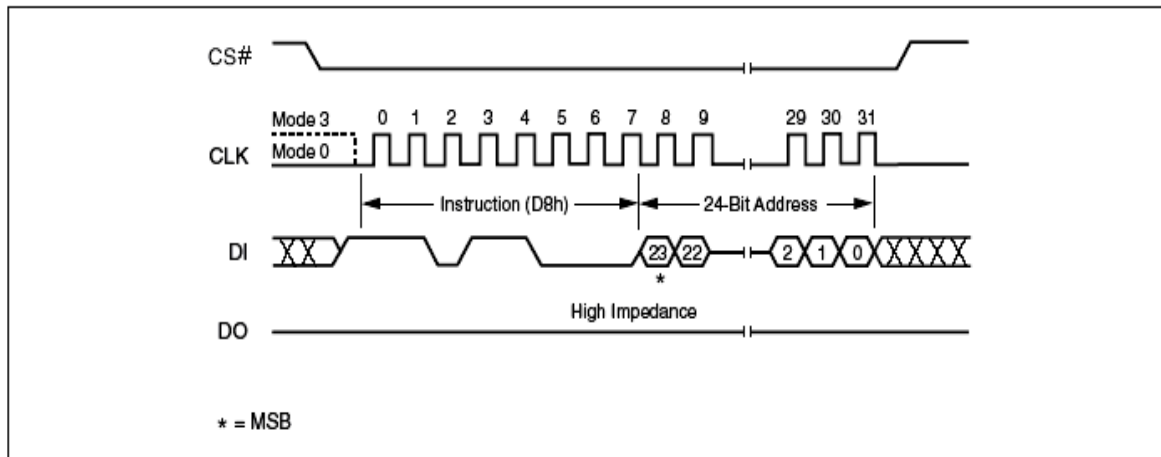 CS#
Mode 3
0 1 2 3 4 5 6 7 8 9 29 30 31
CLK
Mode 0
Instruction (D8h) 24-Bit Address
DI
23 22 2 1 0
*
High Impedance
DO
* = MSB